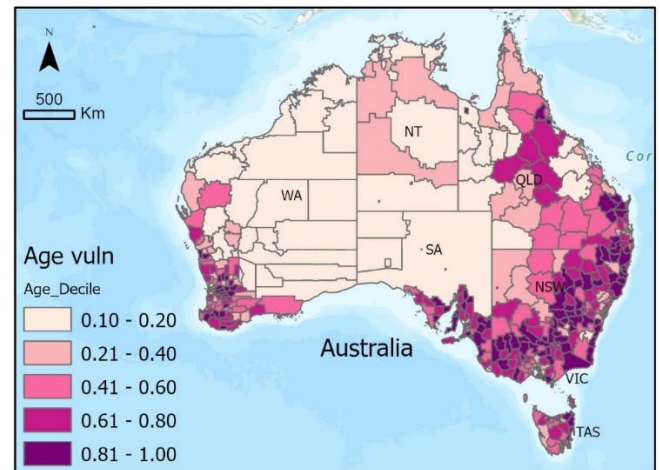 N
500
Km
Cor
NT
QLD
WA
SA
NSW
Age vuln
Age_Decile
0.10 - 0.20
0.21 - 0.40
0.41 - 0.60
0.61 - 0.80
0.81 - 1.00
Australia
VIC
TAS